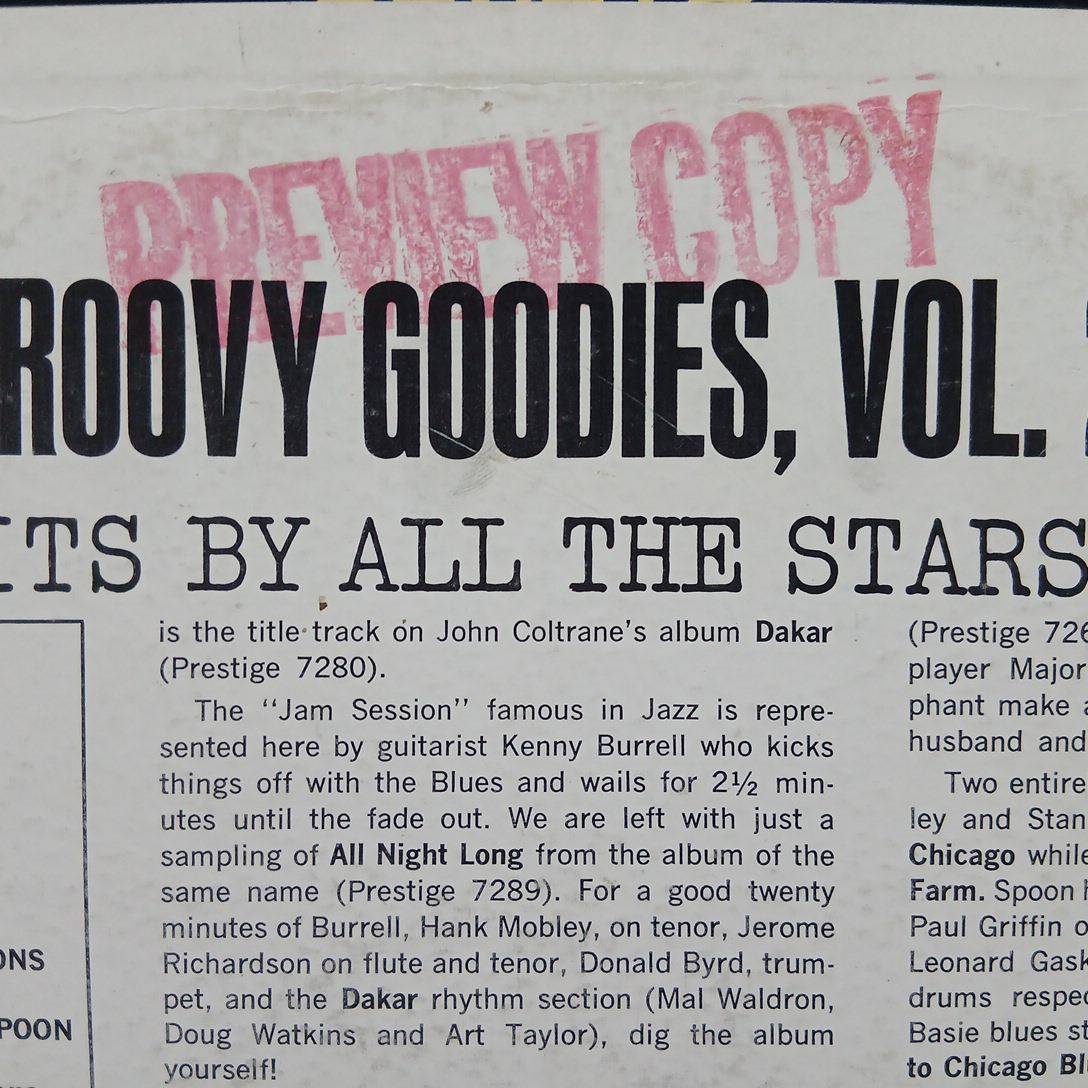 PREVIEW COPY
ROOVY GOODIES, VOL.
ITS BY ALL THE STARS
is the title track on John Coltrane's album Dakar
(Prestige 7280).
The "Jam Session" famous in Jazz is repre-
sented here by guitarist Kenny Burrell who kicks
things off with the Blues and wails for 2½ min-
utes until the fade out. We are left with just a
sampling of All Night Long from the album of the
same name (Prestige 7289). For a good twenty
minutes of Burrell, Hank Mobley, on tenor, Jerome
Richardson on flute and tenor, Donald Byrd, trum-
pet, and the Dakar rhythm section (Mal Waldron,
Doug Watkins and Art Taylor), dig the album
yourself!
(Prestige 726
player Major
phant make a
husband and
Two entire
ley and Stan
Chicago while
Farm. Spoon
Paul Griffin o
Leonard Gask
drums respec
Basie blues st
to Chicago Bl
ONS
POON